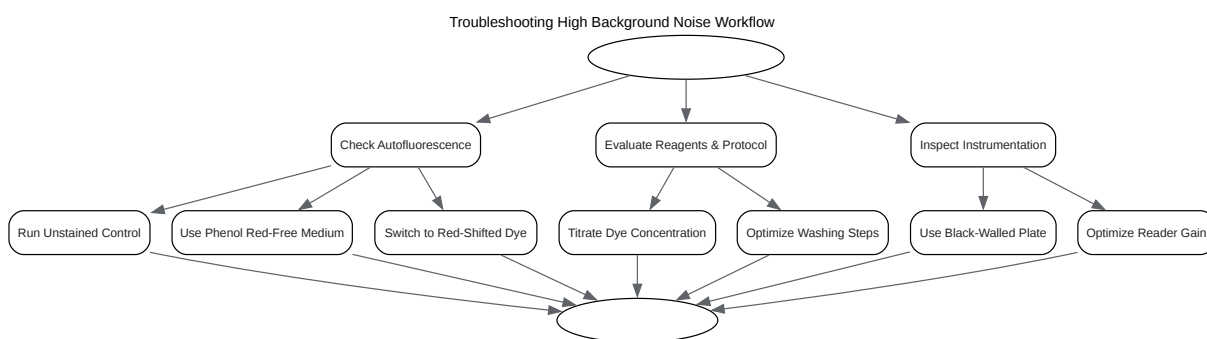 Troubleshooting High Background Noise Workflow
Check Autofluorescence
Evaluate Reagents & Protocol
Inspect Instrumentation
Run Unstained Control
Use Phenol Red-Free Medium
Switch to Red-Shifted Dye
Titrate Dye Concentration
Optimize Washing Steps
Use Black-Walled Plate
Optimize Reader Gain